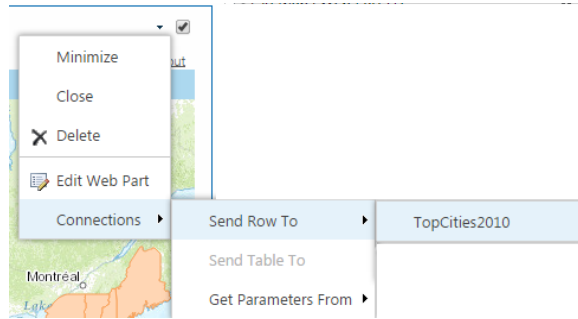 Minimize
Close
Delete
Edit Web Part
Connections
Send Row To
TopCities2010
Send Table To
Get Parameters From
Montréal